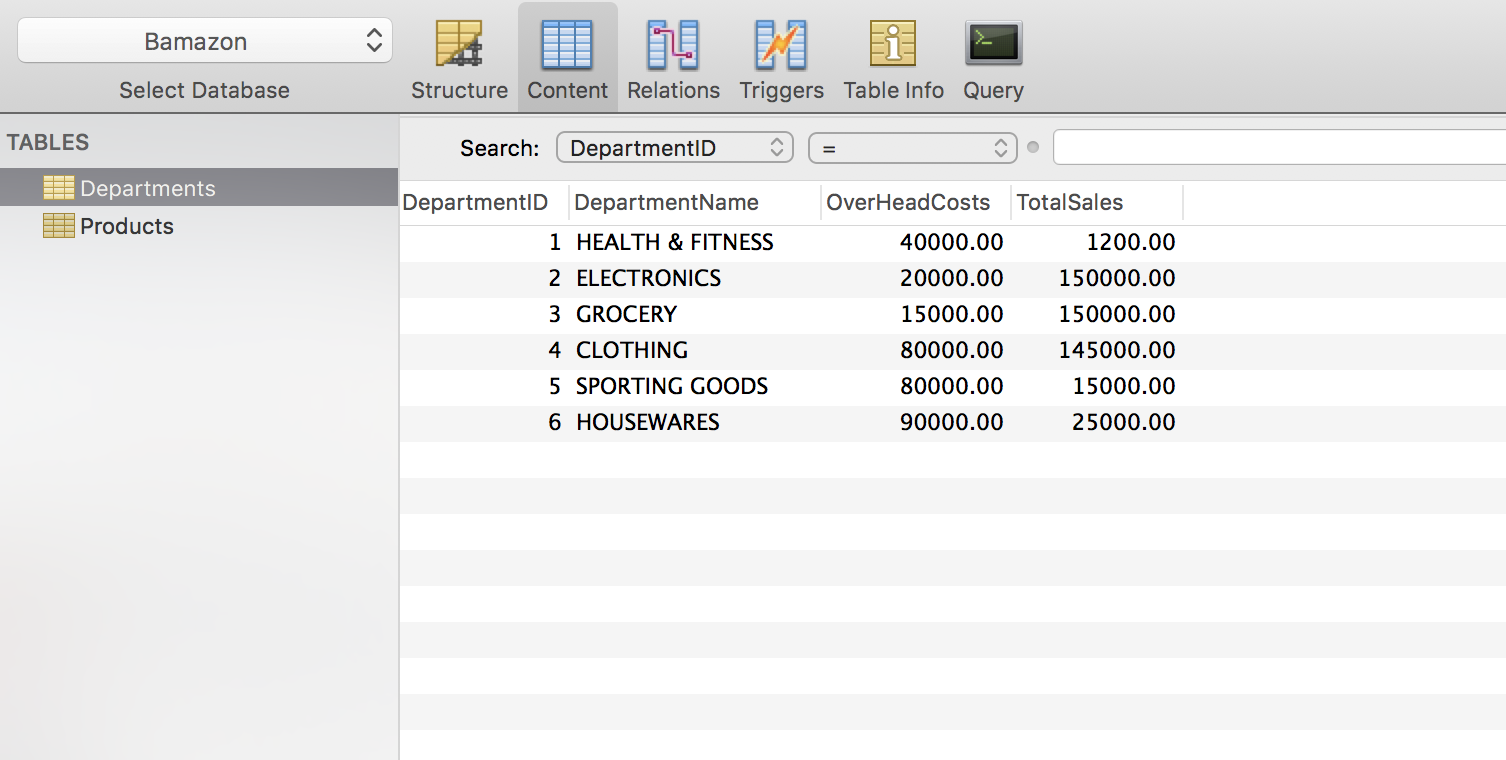 Bamazon
Select Database
Structure Content Relations Triggers Table Info Query
TABLES
Departments
Products
Search: DepartmentID =
DepartmentID DepartmentName OverHeadCosts TotalSales
1 HEALTH & FITNESS 40000.00 1200.00
2 ELECTRONICS 20000.00 150000.00
3 GROCERY 15000.00 150000.00
4 CLOTHING 80000.00 145000.00
5 SPORTING GOODS 80000.00 15000.00
6 HOUSEWARES 90000.00 25000.00